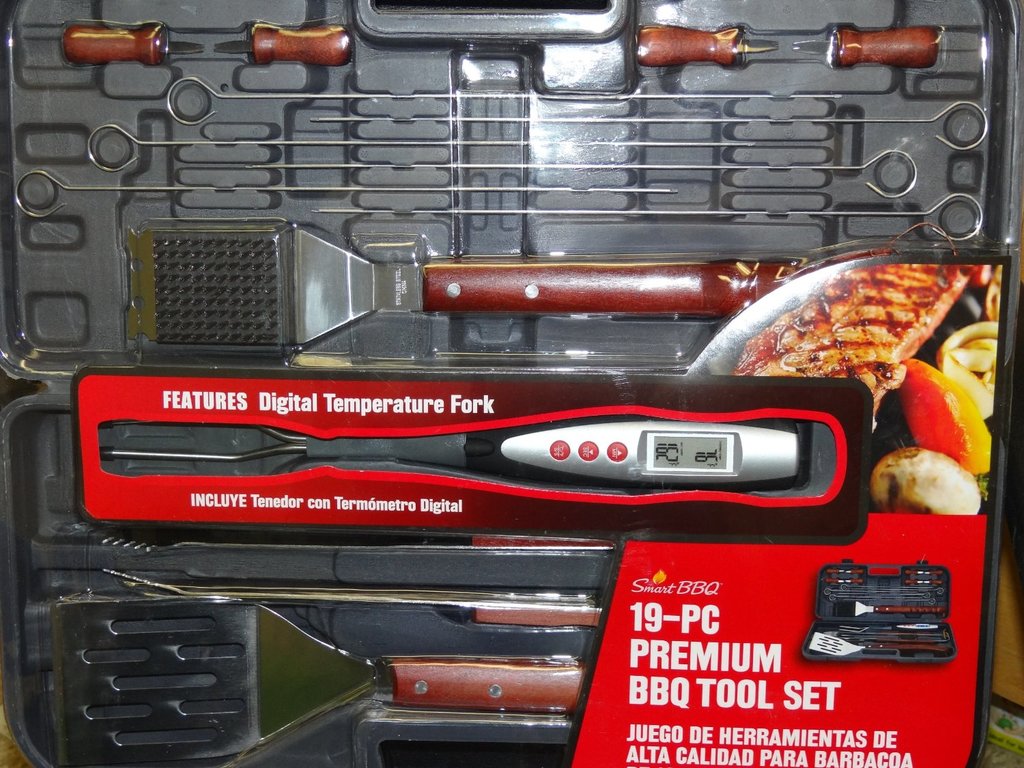 FEATURES Digital Temperature Fork
INCLUYE Tenedor con Termómetro Digital
Smart BBQ
19-PC
PREMIUM
BBQ TOOL SET
JUEGO DE HERRAMIENTAS DE
ALTA CALIDAD PARA BARBACOA